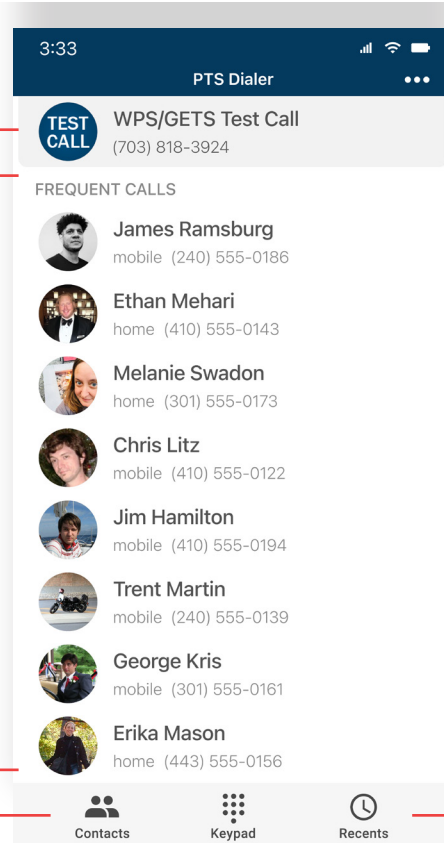 3:33
PTS Dialer
TEST
CALL
WPS/GETS Test Call
(703) 818-3924
FREQUENT CALLS
James Ramsburg
mobile (240) 555-0186
Ethan Mehari
home (410) 555-0143
Melanie Swadon
home (301) 555-0173
Chris Litz
mobile (410) 555-0122
Jim Hamilton
mobile (410) 555-0194
Trent Martin
mobile (240) 555-0139
George Kris
mobile (301) 555-0161
Erika Mason
home (443) 555-0156
Contacts
Keypad
Recents